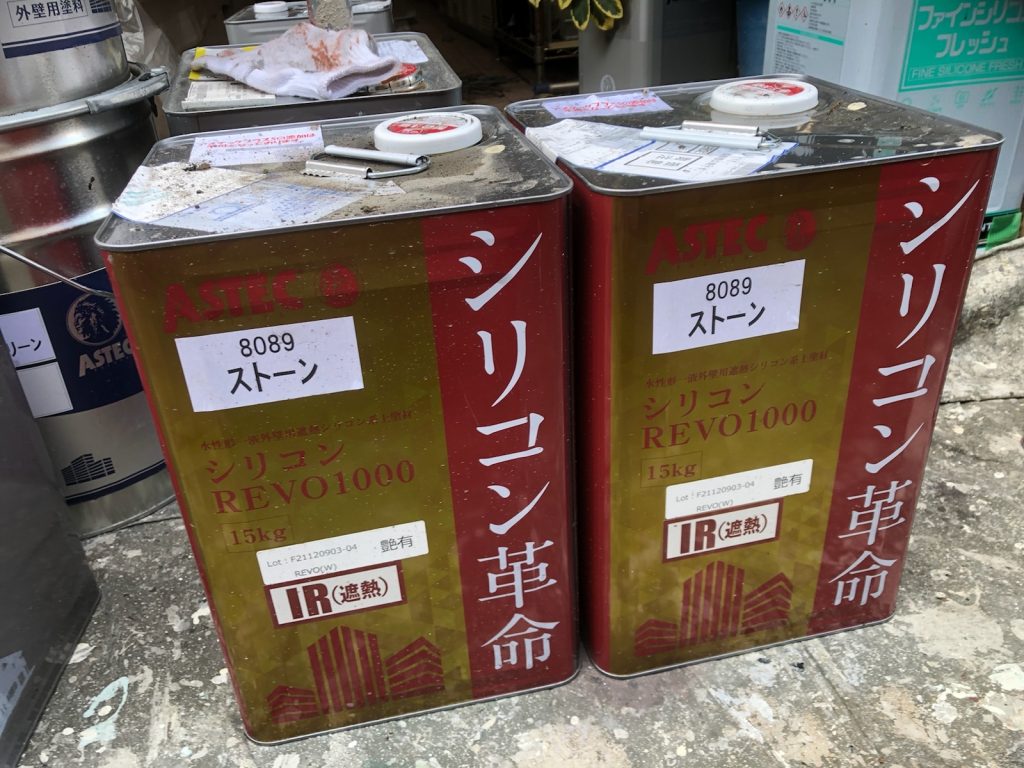 外壁用塗料
ファインシリコン
フレッシュ
FINE SILICONE FRESH
リーン
ASTEC
ASTEC
8089
ストーン
水性形一液外壁用遮熱シリコン系上塗材
シリコン
REVO1000
15kg
Lot : F21120903-04
艶有
REVO(W)
IR(遮熱)
シリコン革命
ASTEC
8089
ストーン
水性形一液外壁用遮熱シリコン系上塗材
シリコン
REVO1000
15kg
Lot : F21120903-04
艶有
REVO(W)
IR(遮熱)
シリコン革命